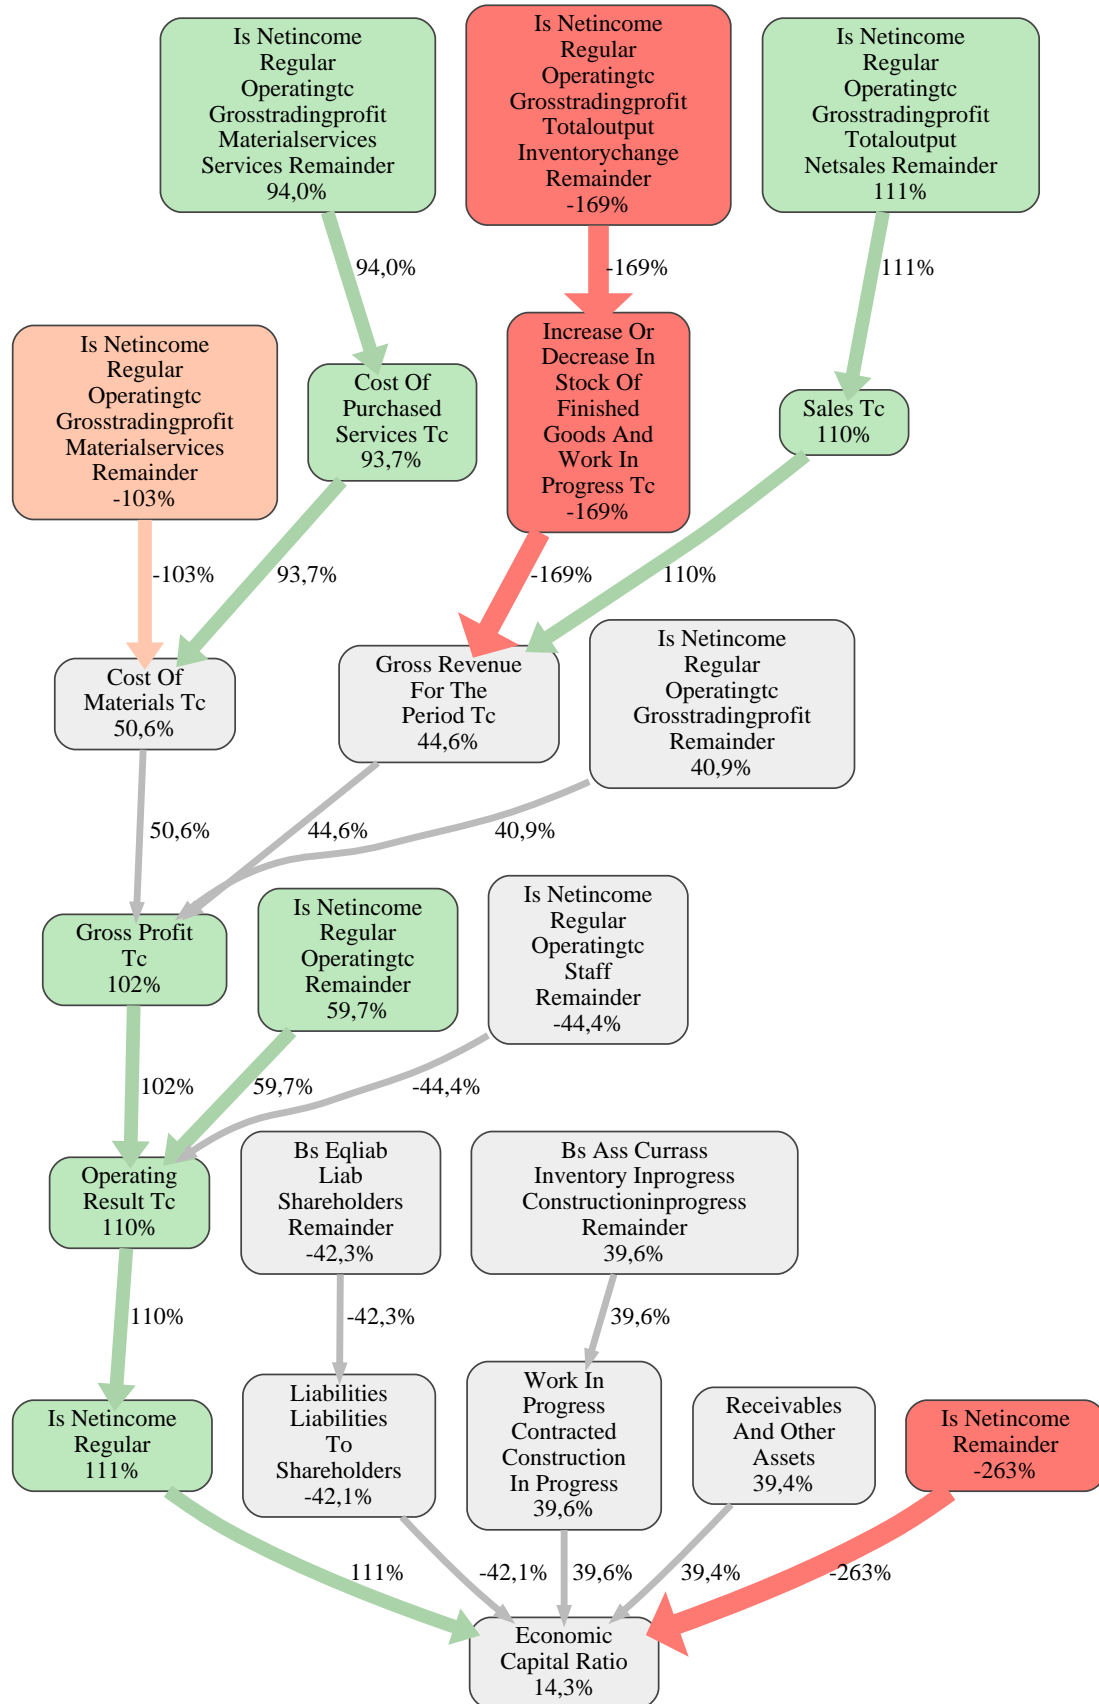 Is Netincome
Regular
Operatingtc
Grosstradingprofit
Materialservices
Services Remainder
94,0%
Is Netincome
Regular
Operatingtc
Grosstradingprofit
Totaloutput
Inventorychange
Remainder
-169%
Is Netincome
Regular
Operatingtc
Grosstradingprofit
Totaloutput
Netsales Remainder
111%
94,0%
-169%
111%
Is Netincome
Regular
Operatingtc
Grosstradingprofit
Materialservices
Remainder
-103%
Cost Of
Purchased
Services Tc
93,7%
Increase Or
Decrease In
Stock Of
Finished
Goods And
Work In
Progress Tc
-169%
Sales Tc
110%
-103%
93,7%
-169%
110%
Cost Of
Materials Tc
50,6%
Gross Revenue
For The
Period Tc
44,6%
Is Netincome
Regular
Operatingtc
Grosstradingprofit
Remainder
40,9%
50,6%
44,6%
40,9%
Gross Profit
Tc
102%
Is Netincome
Regular
Operatingtc
Remainder
59,7%
Is Netincome
Regular
Operatingtc
Staff
Remainder
-44,4%
102%
59,7%
-44,4%
Operating
Result Tc
110%
Bs Eqliab
Liab
Shareholders
Remainder
-42,3%
Bs Ass Currass
Inventory Inprogress
Constructioninprogress
Remainder
39,6%
110%
-42,3%
39,6%
Is Netincome
Regular
111%
Liabilities
Liabilities
To
Shareholders
-42,1%
Work In
Progress
Contracted
Construction
In Progress
39,6%
Receivables
And Other
Assets
39,4%
Is Netincome
Remainder
-263%
111%
-42,1%
39,6%
39,4%
-263%
Economic
Capital Ratio
14,3%